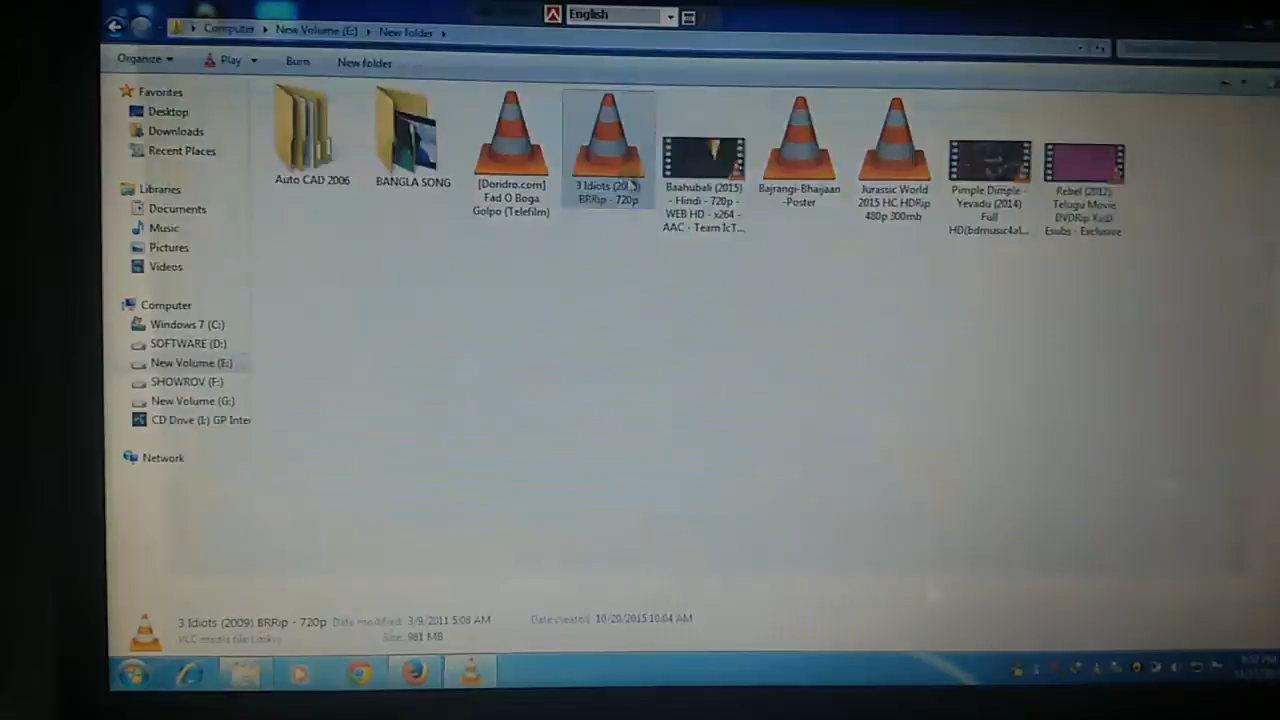 English
Computer New Volume (E:) New folder
Organize Play Burn New folder
Favorites
Desktop
Downloads
Recent Places
Libraries
Documents
Music
Pictures
Videos
Computer
Windows 7 (C:)
SOFTWARE (D:)
New Volume (E:)
SHOWROV (F:)
New Volume (G:)
CD Drive (I:) GP Inter
Network
Auto CAD 2006
BANGLA SONG
[Doridro.com]
Fad O Boga
Golpo (Telefilm)
3 Idiots
BRRip - 720p
Baahubali (2015)
- Hindi - 720p -
WEB HD - x264 -
AAC - Team IcT...
Bajrangi-Bhaijaan
-Poster
Jurassic World
2015 HC HDRip
480p 300mb
Pimple Dimple -
Yevadu (2014)
Full
HD(bdmusic4al...
Rebel (2012)
Telugu Movie
DVDRip XviD
Esubs - Exclusive
3 Idiots (2009) BRRip - 720p Date modified: 3/9/2011 5:08 AM Date created: 10/20/2015 10:04 AM
VLC media file (.mkv) Size: 981 MB